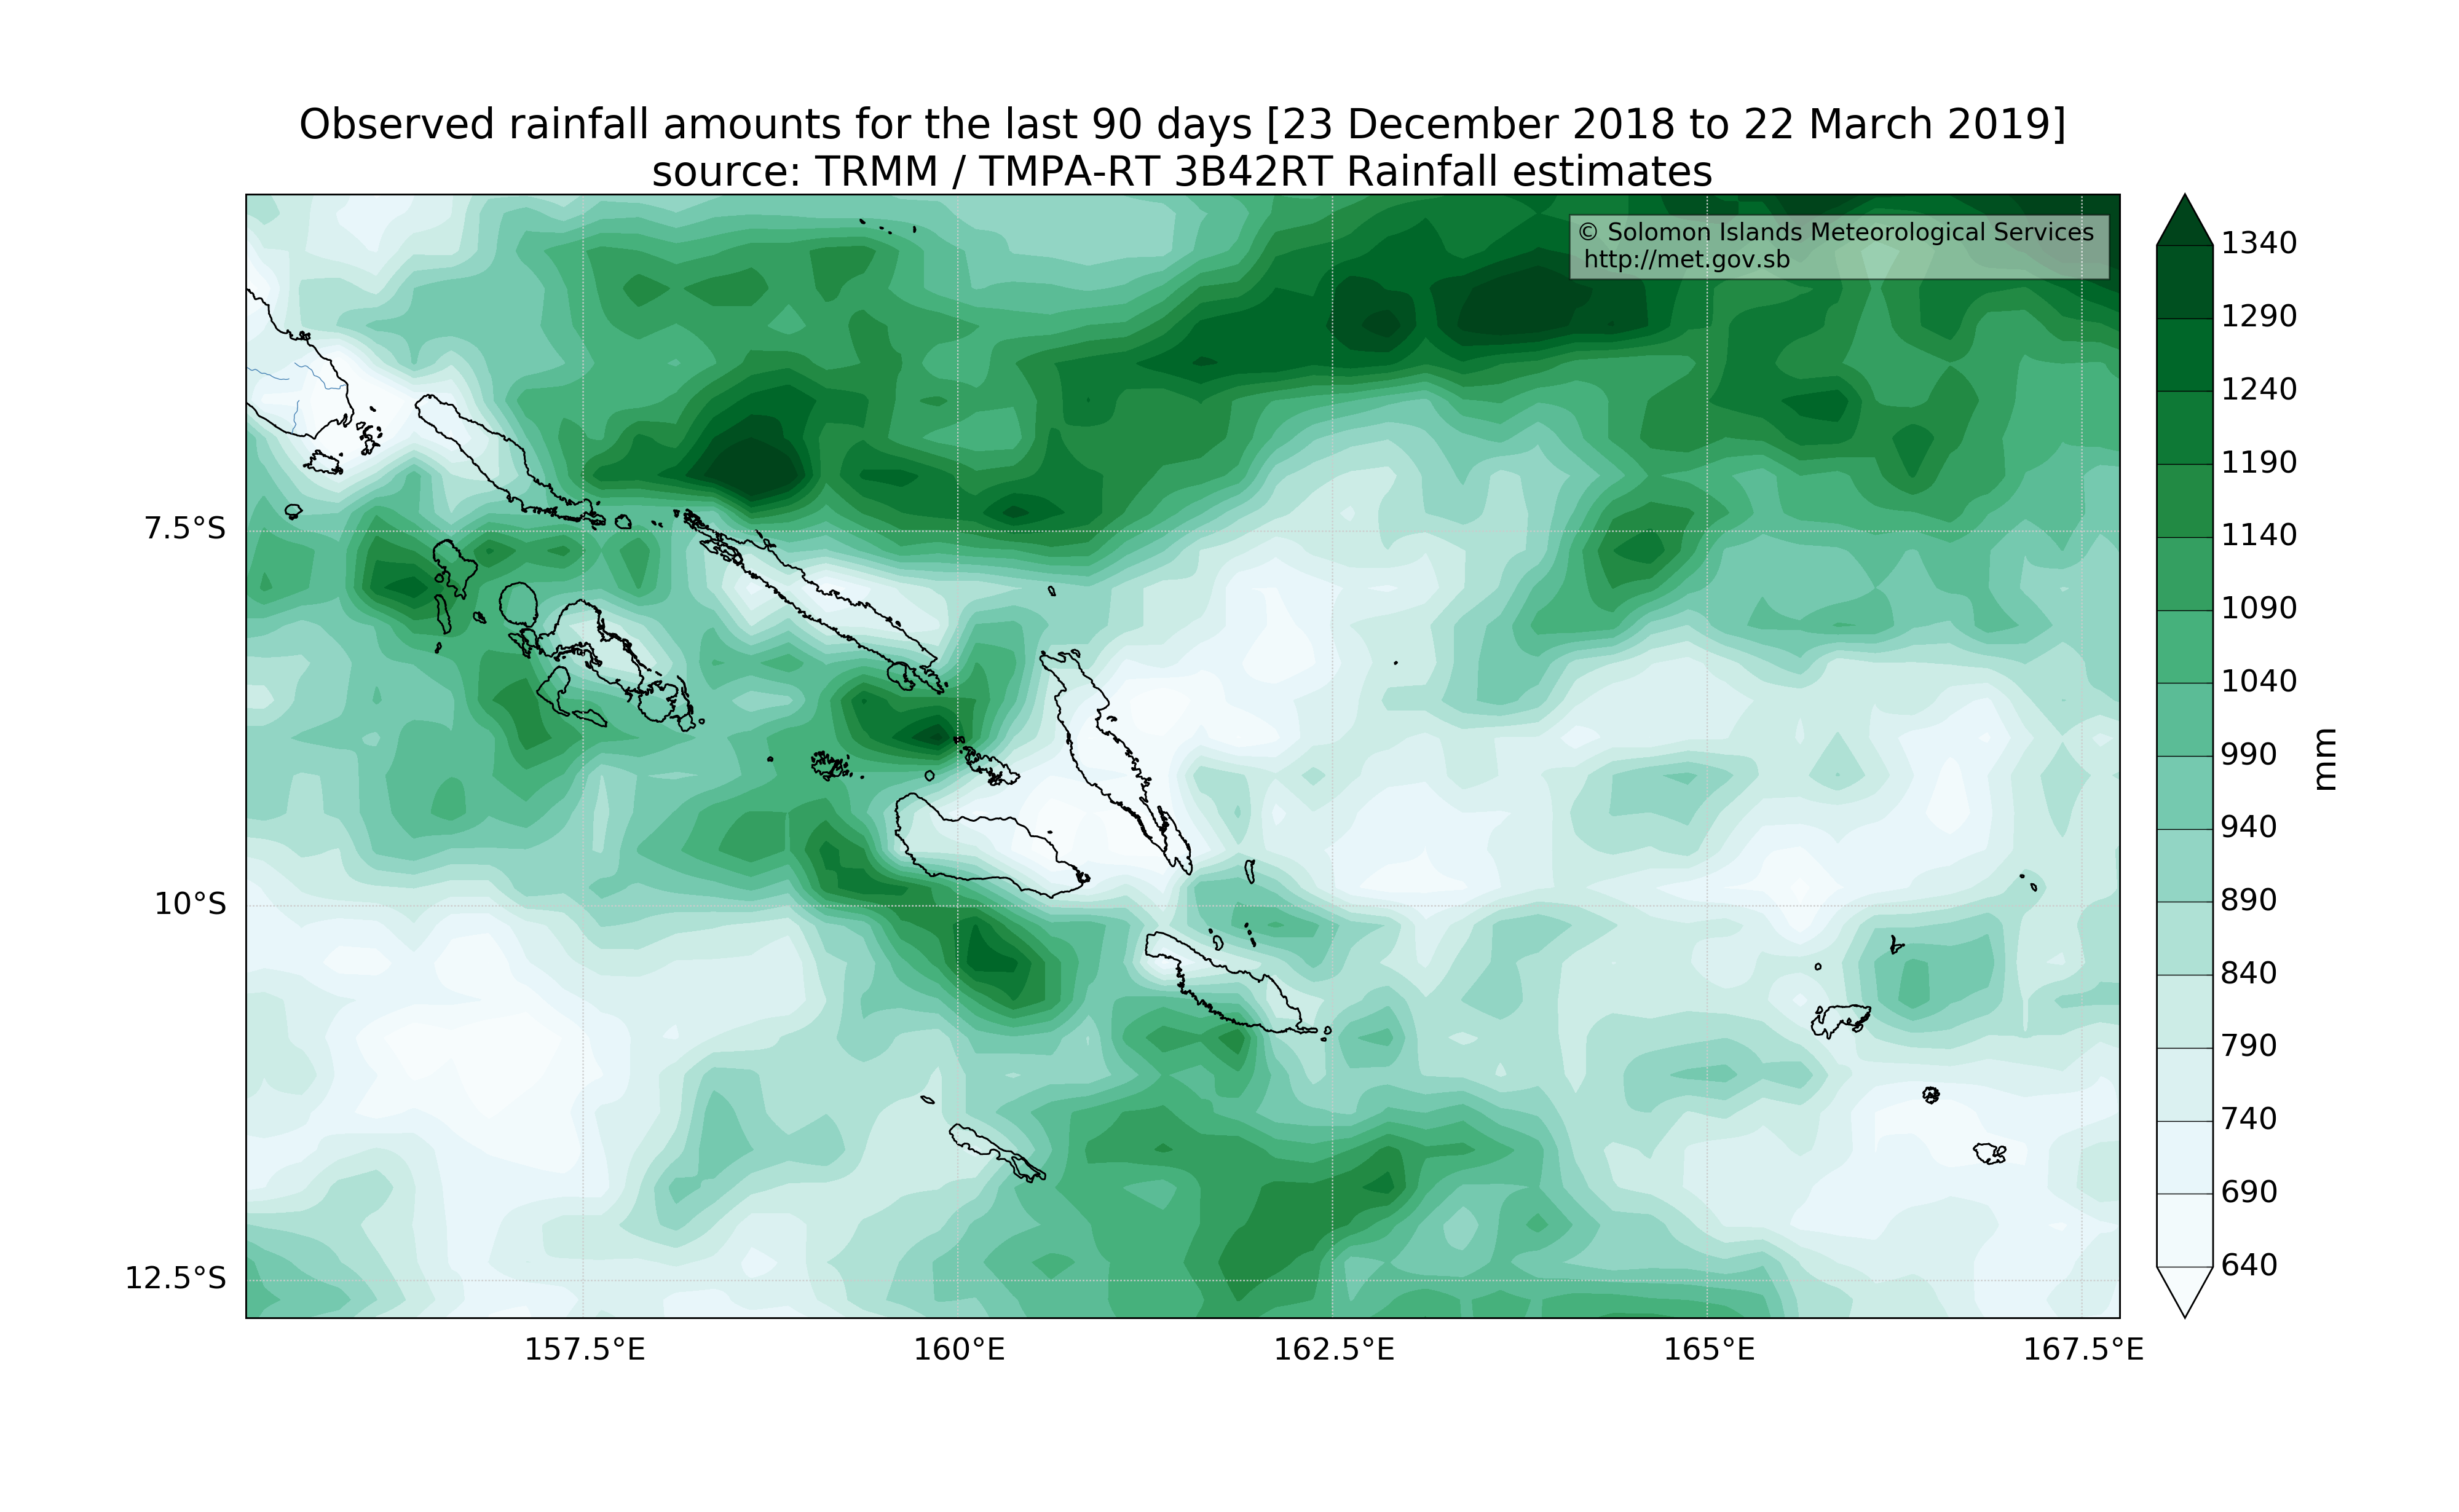 Observed rainfall amounts for the last 90 days [23 December 2018 to 22 March 2019]
source: TRMM / TMPA-RT 3B42RT Rainfall estimates
© Solomon Islands Meteorological Services
http://met.gov.sb
7.5°S
10°S
12.5°S
157.5°E
160°E
162.5°E
165°E
167.5°E
1340
1290
1240
1190
1140
1090
1040
990
940
890
840
790
740
690
640
mm